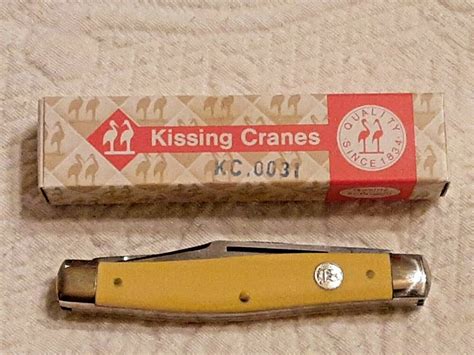 Kissing Cranes
KC.0031
QUALITY
SINCE 1834